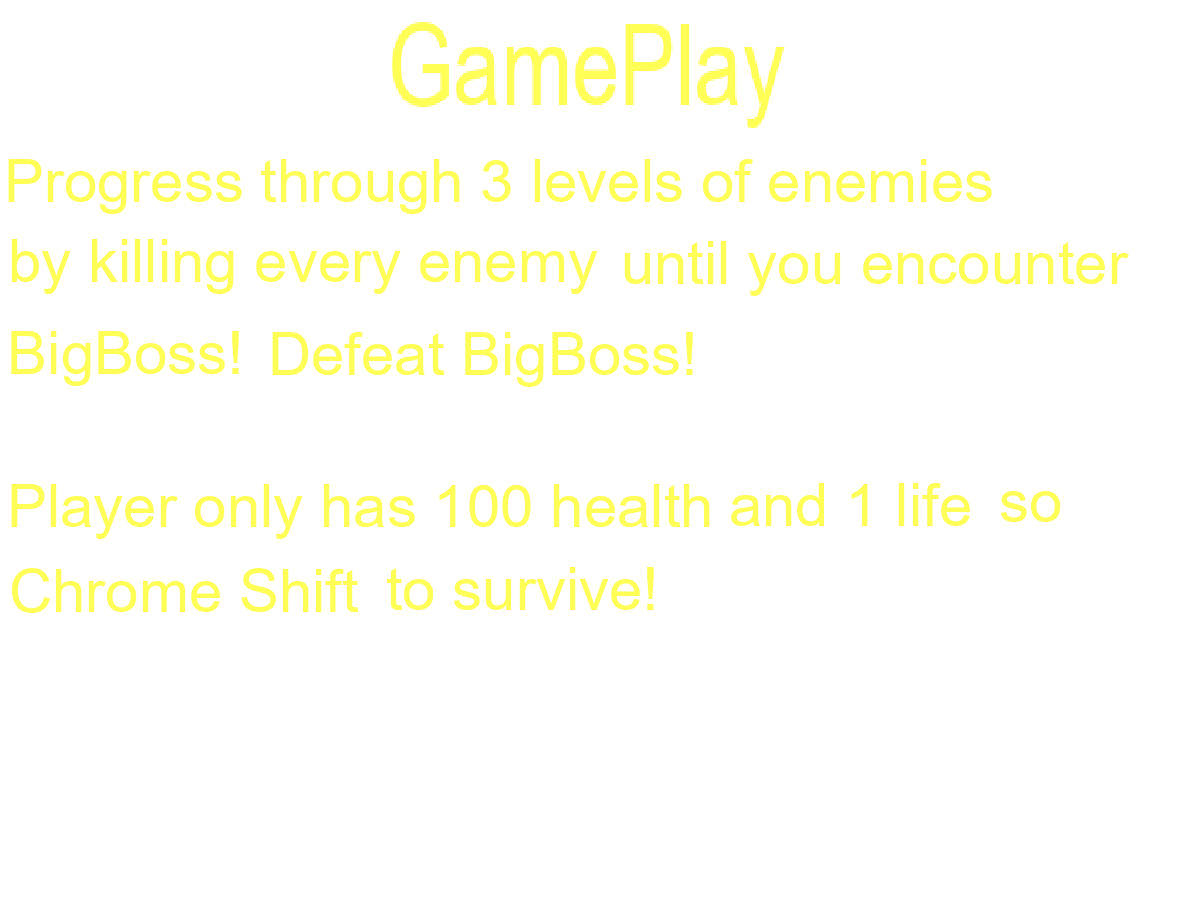 GamePlay
Progress through 3 levels of enemies
by killing every enemy until you encounter
BigBoss! Defeat BigBoss!
Player only has 100 health and 1 life so
Chrome Shift to survive!